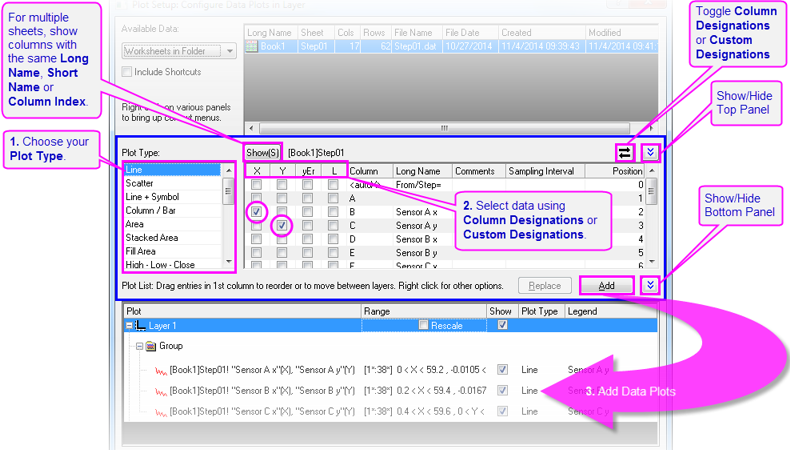 Plot Setup: Configure Data Plots in Layer
For multiple
sheets, show
columns with
the same Long
Name, Short
Name or
Column Index.
Available Data:
Worksheets in Folder
Include Shortcuts
on various panels
to bring up
menus.
Long Name Sheet Cols Rows File Name File Date Created Modified
Book1 Step01 17 62 Step01.dat 10/27/2014 11/4/2014 09:39:43 11/4/2014 09:41:
Toggle Column
Designations
or Custom
Designations
Show/Hide
Top Panel
1. Choose your
Plot Type.
Plot Type:
Show(S) [Book1]Step01
Line
Scatter
Line + Symbol
Column / Bar
Area
Stacked Area
Fill Area
High - Low - Close
X Y yEr L Column Long Name Comments Sampling Interval Position
From/Step= 0
A 1
B Sensor A x 2
C Sensor A y 3
D Sensor B x 4
E Sensor B y 5
F Sensor C x 6
2. Select data using
Column Designations or
Custom Designations.
Show/Hide
Bottom Panel
Plot List: Drag entries in 1st column to reorder or to move between layers. Right click for other options.
Replace
Add
Plot Range Show Plot Type Legend
Layer 1 Rescale
Group
[Book1]Step01! "Sensor A x"(X), "Sensor A y"(Y) [1*:38*] 0 < X < 59.2 , -0.0105 < Line Sensor A y
[Book1]Step01! "Sensor B x"(X), "Sensor B y"(Y) [1*:38*] 0.2 < X < 59.4 , -0.0167 Line
[Book1]Step01! "Sensor C x"(X), "Sensor C y"(Y) [1*:38*] 0.4 < X < 59.6 , 0 < Y < Line Sensor C y
3. Add Data Plots